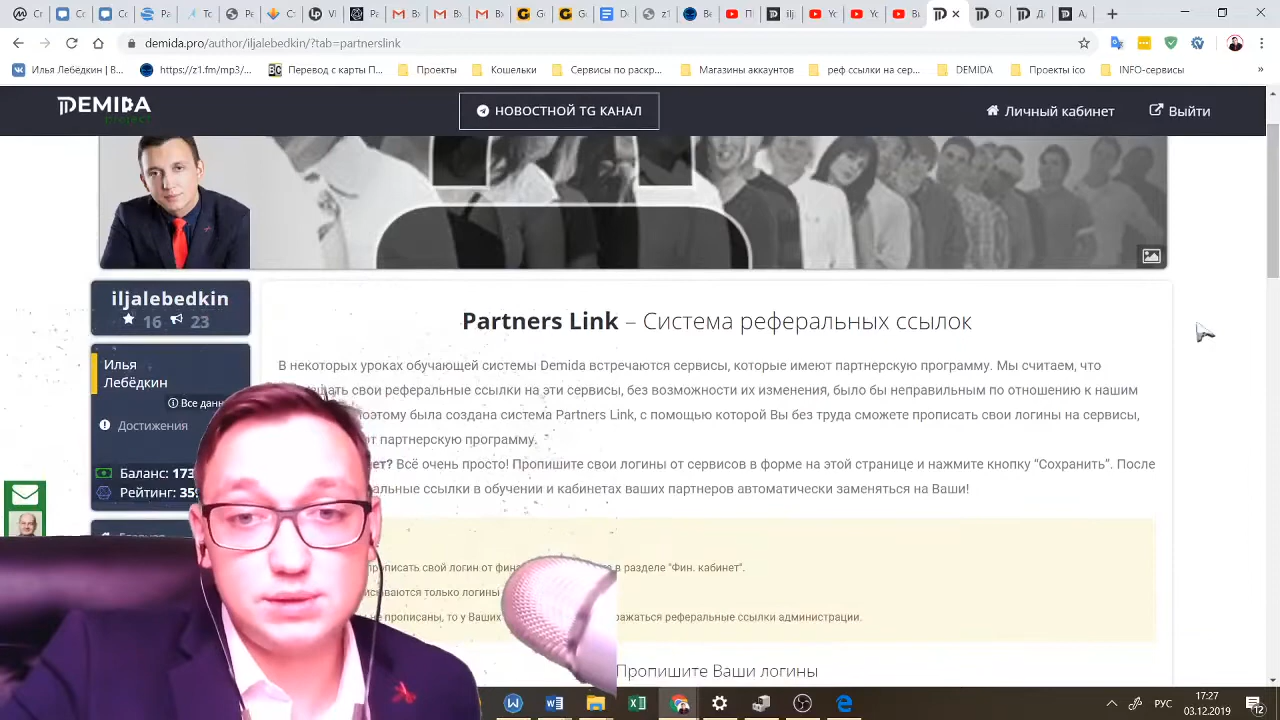 demida.pro/author/iljalebedkin/?tab=partnerslink
Илья Лебёдкин | В...
https://z1.fm/mp3/...
Перевод с карты П...
Проекты
Кошельк...
Сервисы по раскр...
Магазины аккаунтов
реф ссылки на сер...
DEMIDA
Проекты ico
INFO-сервисы
»
DEMIDA
project
НОВОСТНОЙ TG КАНАЛ
Личный кабинет
Выйти
iljalebedkin
16 23
Илья
Лебёдкин
Все данн
Достижения
Баланс: 173
Рейтинг: 359
Partners Link – Система реферальных ссылок
В некоторых уроках обучающей системы Demida встречаются сервисы, которые имеют партнерскую программу. Мы считаем, что
свои реферальные ссылки на эти сервисы, без возможности их изменения, было бы неправильным по отношению к нашим
поэтому была создана система Partners Link, с помощью которой Вы без труда сможете прописать свои логины на сервисы,
партнерскую программу.
Всё очень просто! Пропишите свои логины от сервисов в форме на этой странице и нажмите кнопку “Сохранить”. После
ссылки в обучении и кабинетах ваших партнеров автоматически заменяться на Ваши!
свой логин от
в разделе "Фин. кабинет".
только логины
не прописаны, то у Ваших
реферальные ссылки администрации.
Пропишите Ваши логины
РУС
17:27
03.12.2019
12